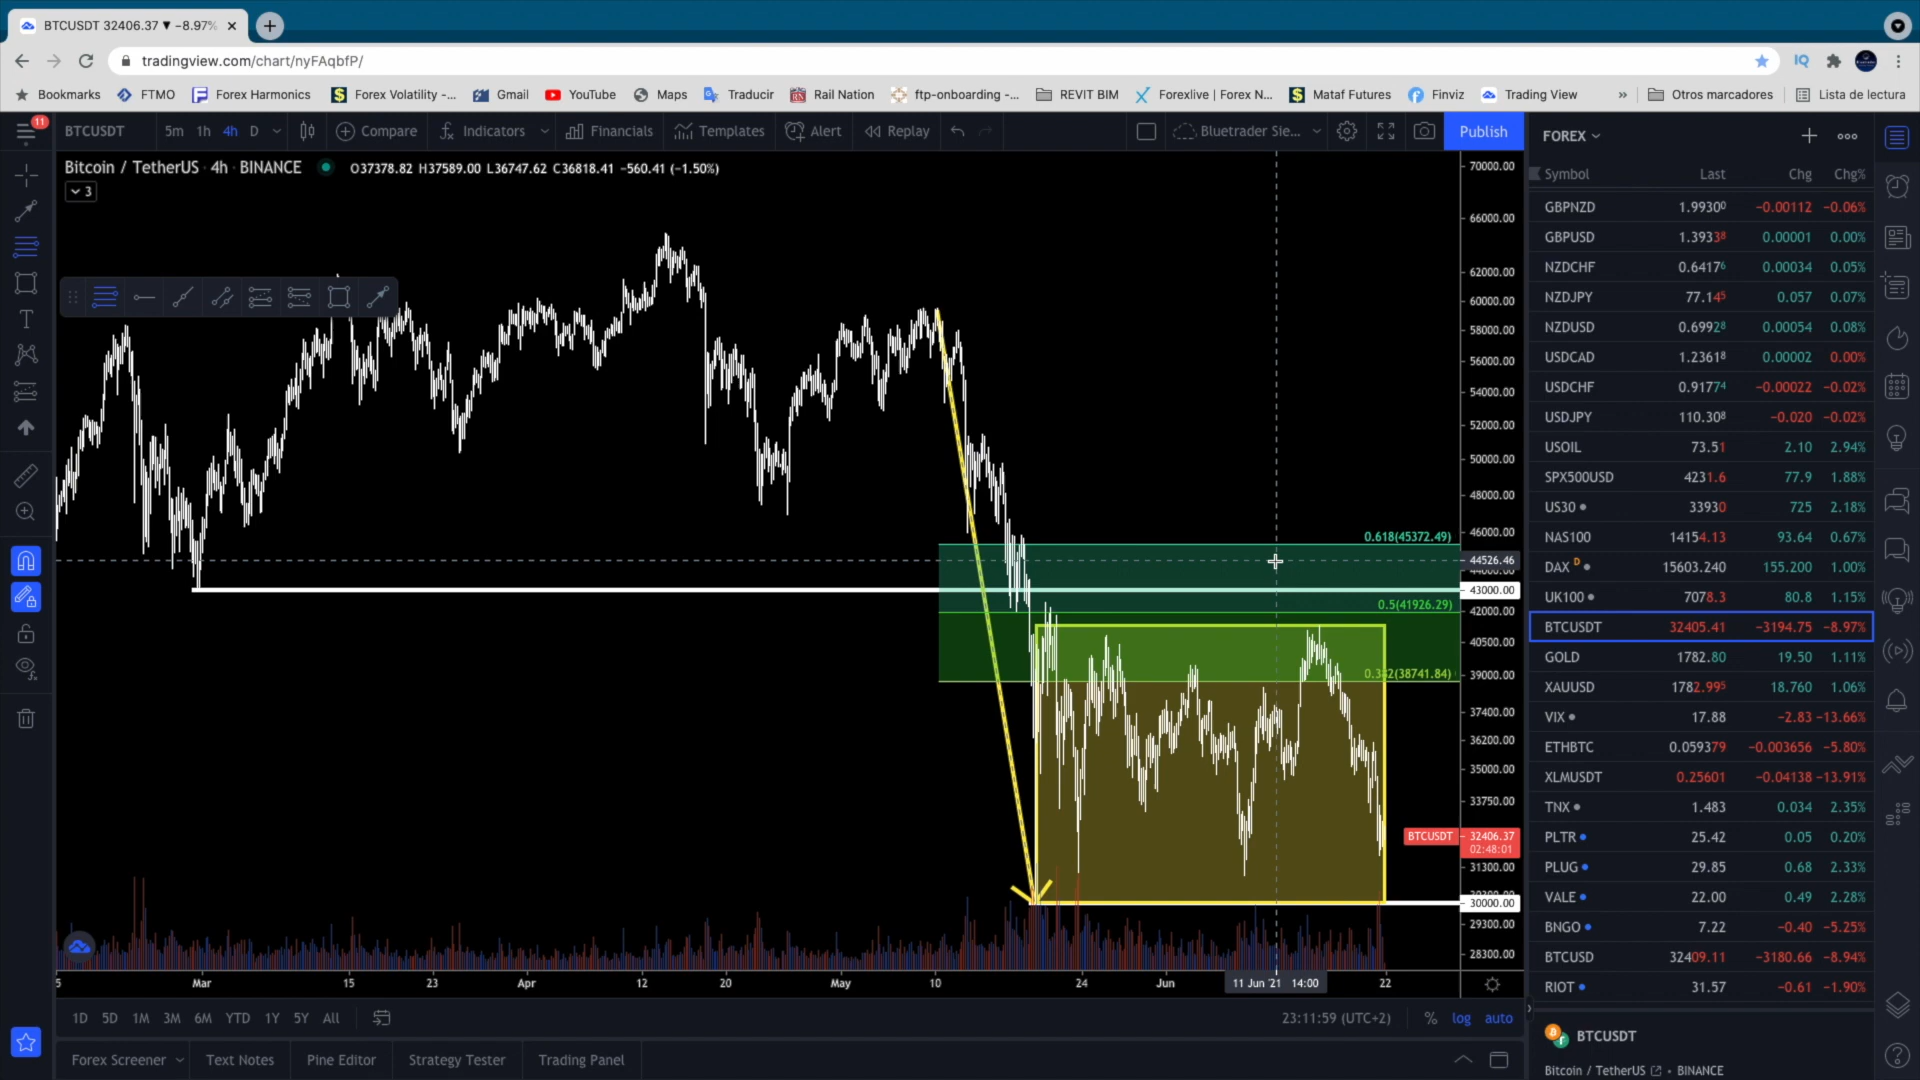 BTCUSDT 32406.37 ▼ −8.97%
tradingview.com/chart/nyFAqbfP/
IQ
Bookmarks FTMO Forex Harmonics Forex Volatility -... Gmail YouTube Maps Traducir Rail Nation ftp-onboarding -... REVIT BIM Forexlive | Forex N... Mataf Futures Finviz Trading View » Otros marcadores Lista de lectura
11
BTCUSDT 5m 1h 4h D Compare Indicators Financials Templates Alert Replay Bluetrader Sie... Publish
FOREX
Bitcoin / TetherUS · 4h · BINANCE O37378.82 H37589.00 L36747.62 C36818.41 −560.41 (−1.50%)
3
Symbol Last Chg Chg%
GBPNZD 1.99300 −0.00112 −0.06%
GBPUSD 1.39338 0.00001 0.00%
NZDCHF 0.64176 0.00034 0.05%
NZDJPY 77.145 0.057 0.07%
NZDUSD 0.69928 0.00054 0.08%
USDCAD 1.23618 0.00002 0.00%
USDCHF 0.91774 −0.00022 −0.02%
USDJPY 110.308 −0.020 −0.02%
USOIL 73.51 2.10 2.94%
SPX500USD 4231.6 77.9 1.88%
US30 33930 725 2.18%
NAS100 14154.13 93.64 0.67%
DAX D 15603.240 155.200 1.00%
UK100 7078.3 80.8 1.15%
BTCUSDT 32405.41 −3194.75 −8.97%
GOLD 1782.80 19.50 1.11%
XAUUSD 1782.995 18.760 1.06%
VIX 17.88 −2.83 −13.66%
ETHBTC 0.059379 −0.003656 −5.80%
XLMUSDT 0.25601 −0.04138 −13.91%
TNX 1.483 0.034 2.35%
PLTR 25.42 0.05 0.20%
PLUG 29.85 0.68 2.33%
VALE 22.00 0.49 2.28%
BNGO 7.22 −0.40 −5.25%
BTCUSD 32409.11 −3180.66 −8.94%
RIOT 31.57 −0.61 −1.90%
70000.00
66000.00
62000.00
60000.00
58000.00
56000.00
54000.00
52000.00
50000.00
48000.00
46000.00
0.618(45372.49)
44526.46
43000.00
0.5(41926.29)
42000.00
40500.00
0.382(38741.84)
39000.00
37400.00
36200.00
35000.00
33750.00
BTCUSDT 32406.37
02:48:01
31300.00
30000.00
29300.00
28300.00
5 Mar 15 23 Apr 12 20 May 10 24 Jun 11 Jun '21 14:00 22
1D 5D 1M 3M 6M YTD 1Y 5Y All 23:11:59 (UTC+2) % log auto
Forex Screener Text Notes Pine Editor Strategy Tester Trading Panel
BTCUSDT
Bitcoin / TetherUS • BINANCE